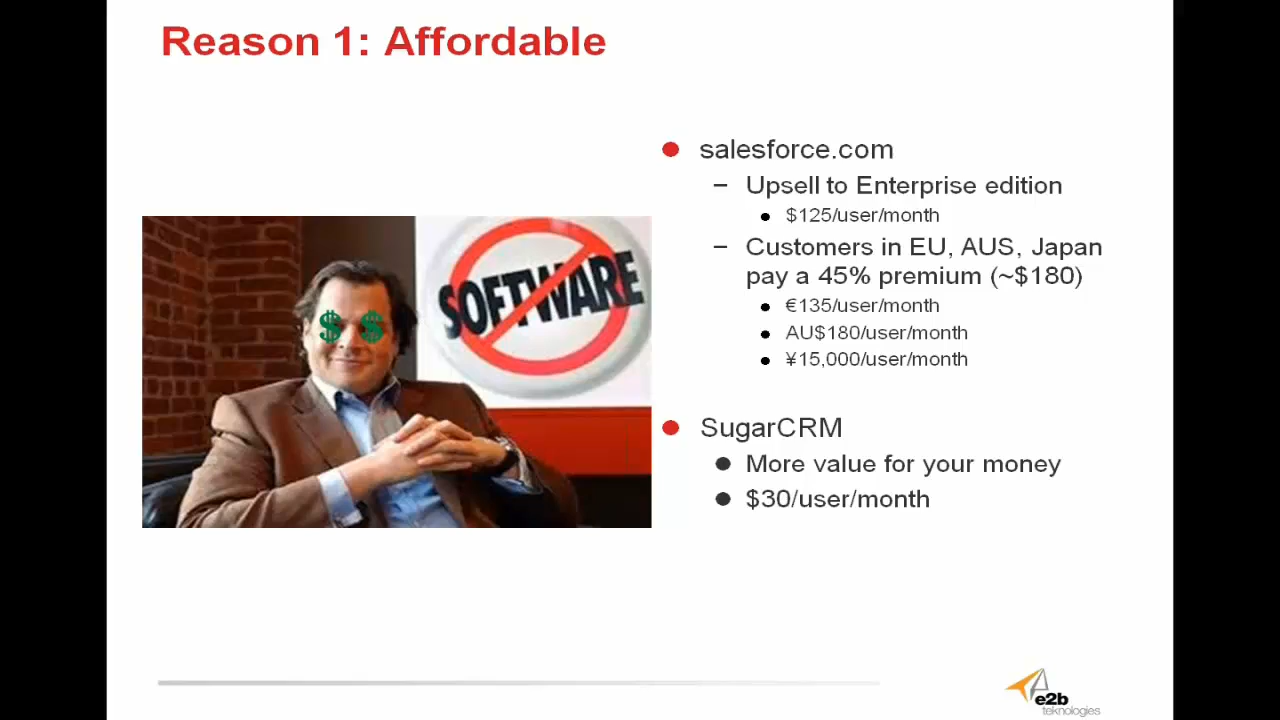 Reason 1: Affordable
salesforce.com
– Upsell to Enterprise edition
$125/user/month
– Customers in EU, AUS, Japan
pay a 45% premium (~$180)
€135/user/month
AU$180/user/month
¥15,000/user/month
SOFTWARE
$ $
SugarCRM
More value for your money
$30/user/month
e2b
teknologies